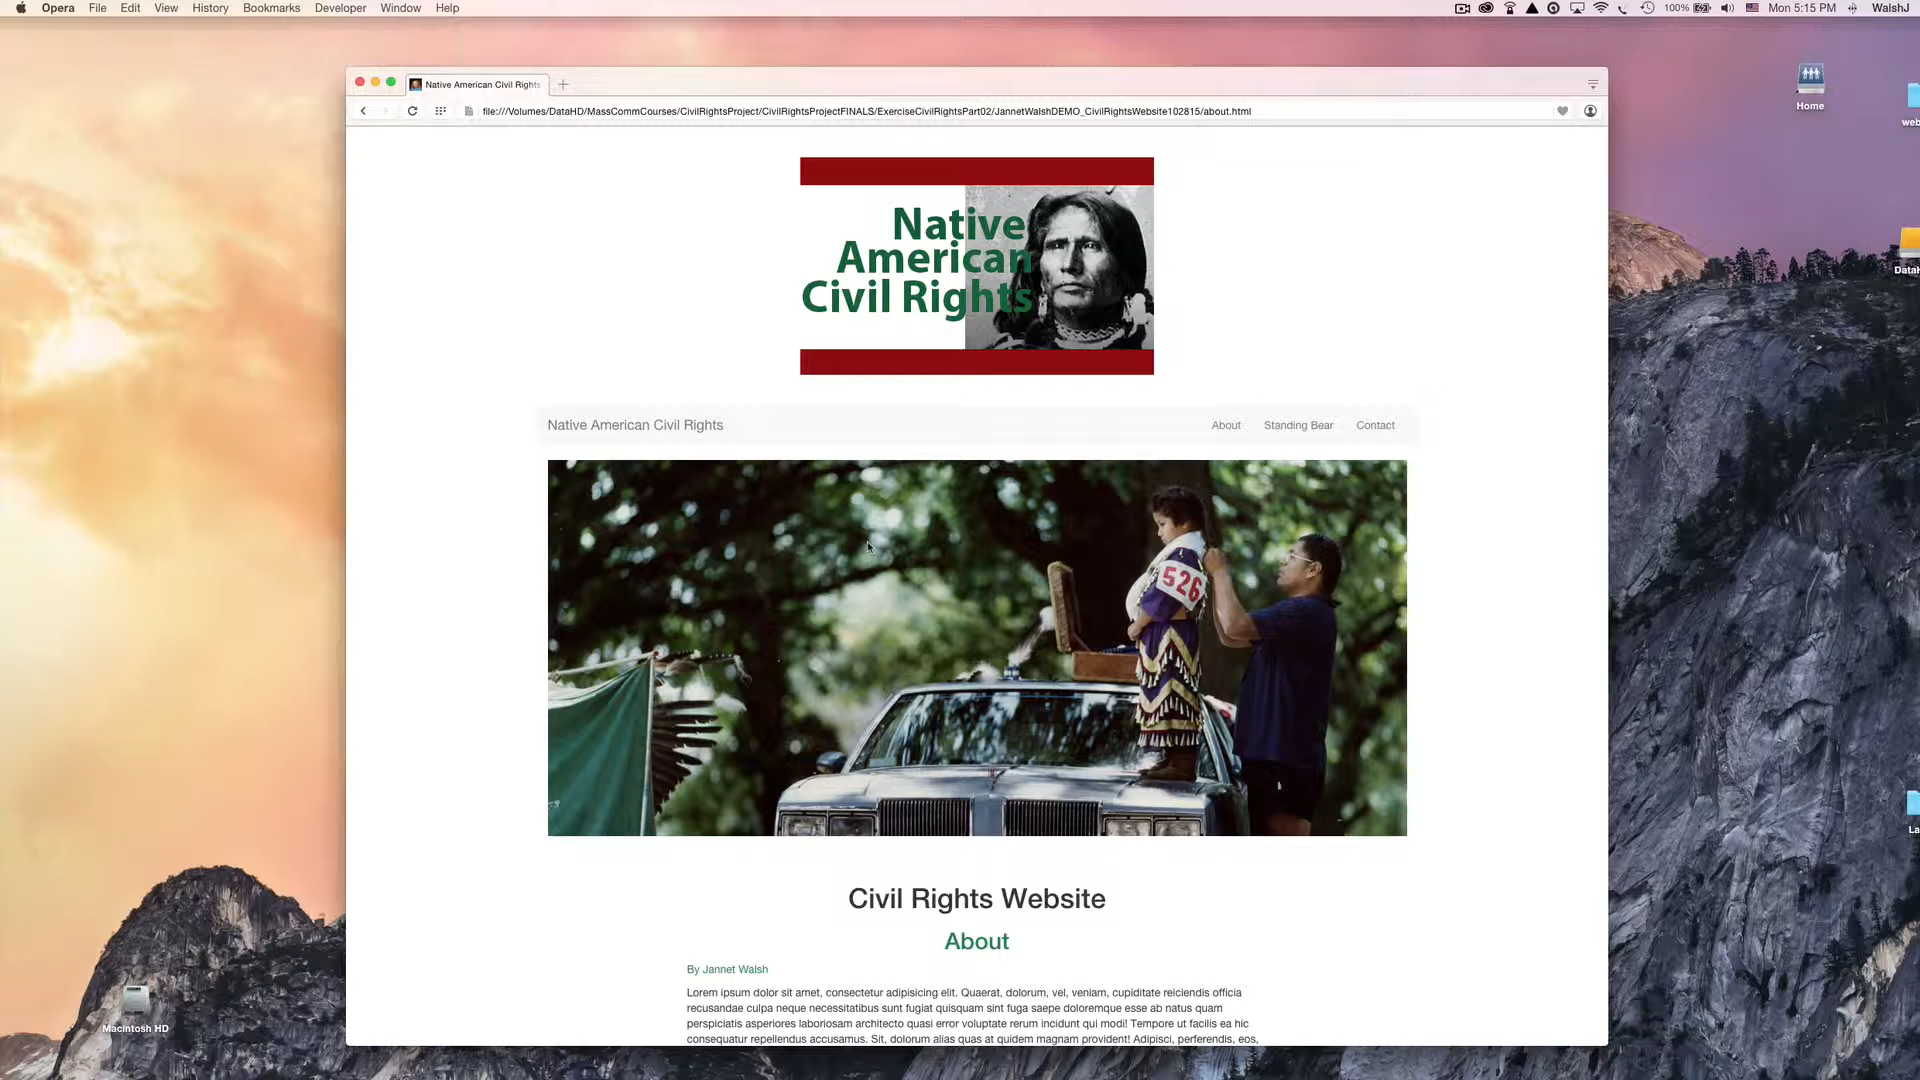 Opera File Edit View History Bookmarks Developer Window Help 100% Mon 5:15 PM WalshJ
Home
Native American Civil Rights
file:///Volumes/DataHD/MassCommCourses/CivilRightsProject/CivilRightsProjectFINALS/ExerciseCivilRightsPart02/JannetWalshDEMO_CivilRightsWebsite102815/about.html
web
Native
American
Civil Rights
DataH
Native American Civil Rights About Standing Bear Contact
526
La
Civil Rights Website
About
By Jannet Walsh
Lorem ipsum dolor sit amet, consectetur adipisicing elit. Quaerat, dolorum, vel, veniam, cupiditate reiciendis officia
recusandae culpa neque necessitatibus sunt fugiat quisquam sint fuga saepe doloremque esse ab natus quam
perspiciatis asperiores laboriosam architecto quasi error voluptate rerum incidunt qui modi! Tempore ut facilis ea hic
consequatur repellendus accusamus. Sit, dolorum alias quas at quidem magnam provident! Adipisci, perferendis, eos,
Macintosh HD